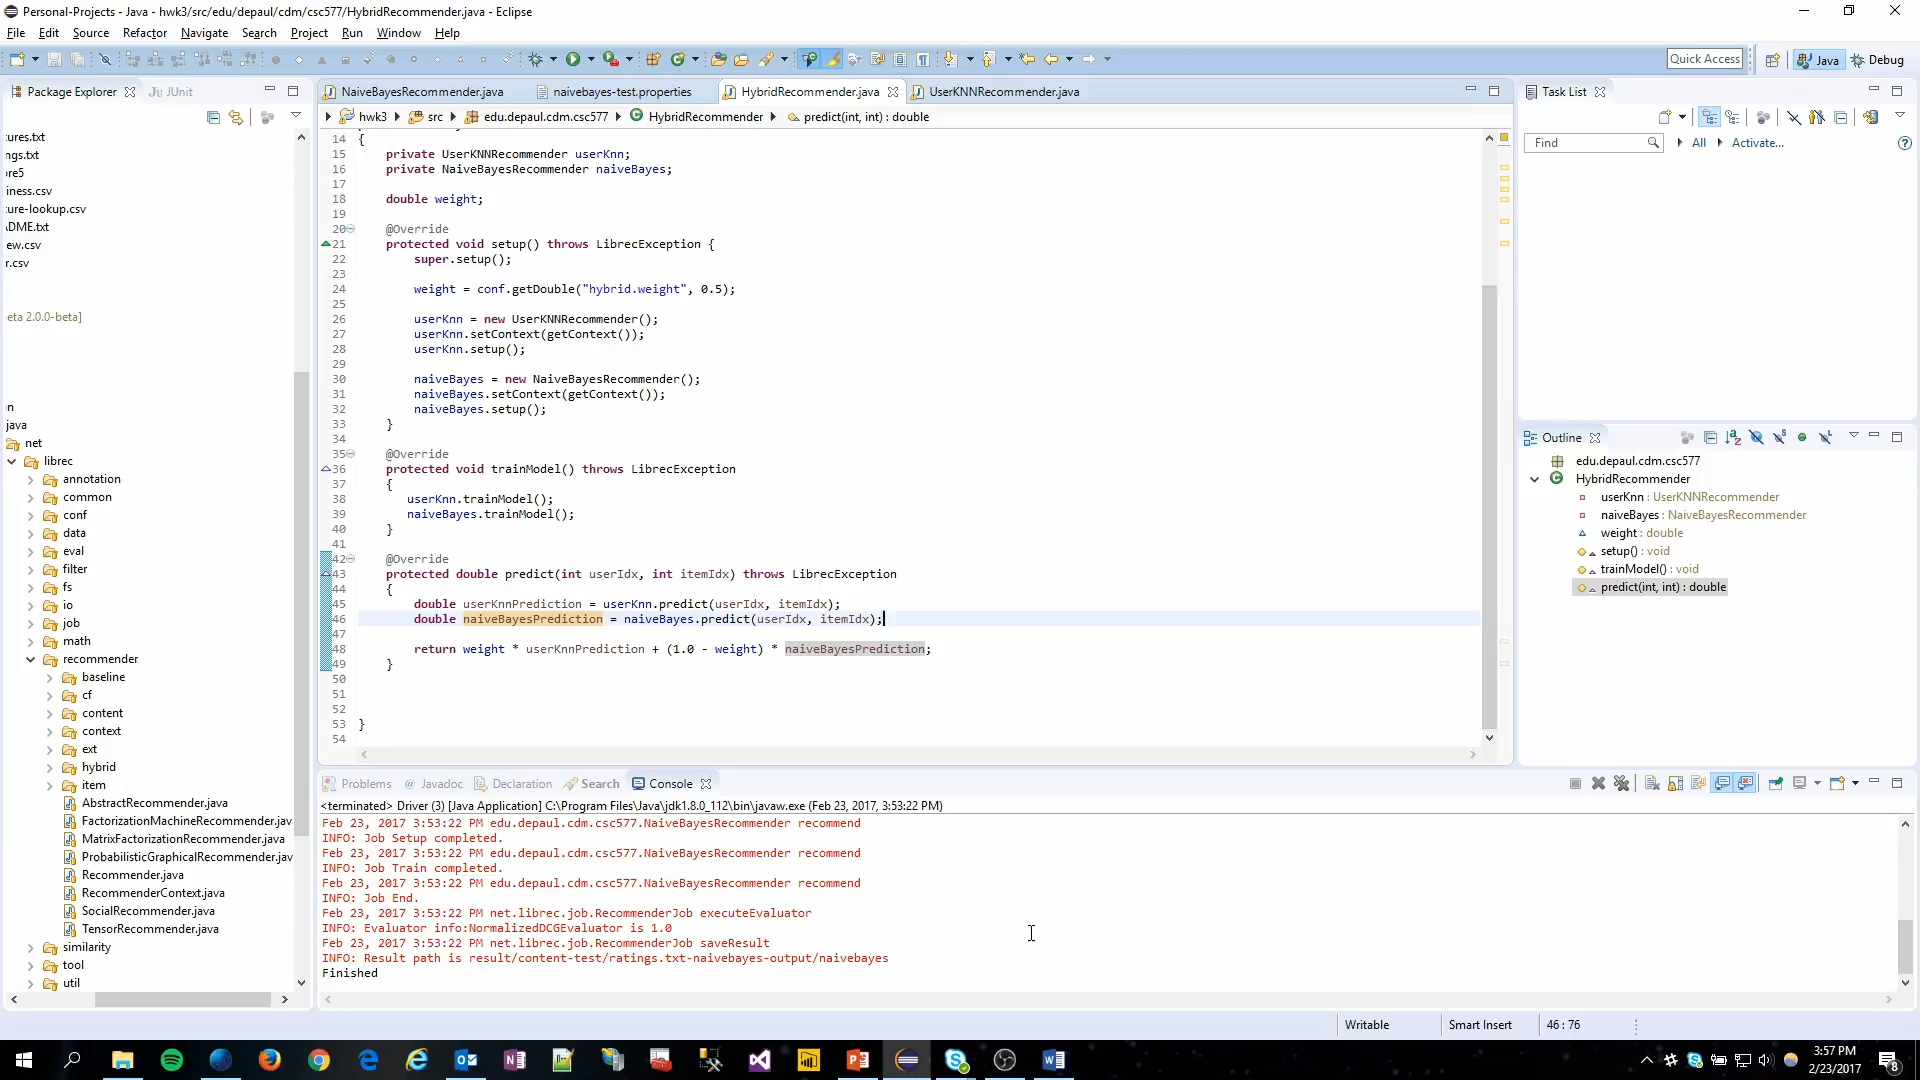 Personal-Projects - Java - hwk3/src/edu/depaul/cdm/csc577/HybridRecommender.java - Eclipse
File Edit Source Refactor Navigate Search Project Run Window Help
Quick Access
Java
Debug
Package Explorer
JUnit
tures.txt
ngs.txt
ore5
iness.csv
ture-lookup.csv
ADME.txt
ew.csv
r.csv
eta 2.0.0-beta]
n
java
net
librec
annotation
common
conf
data
eval
filter
fs
io
job
math
recommender
baseline
cf
content
context
ext
hybrid
item
AbstractRecommender.java
FactorizationMachineRecommender.jav
MatrixFactorizationRecommender.java
ProbabilisticGraphicalRecommender.jav
Recommender.java
RecommenderContext.java
SocialRecommender.java
TensorRecommender.java
similarity
tool
util
NaiveBayesRecommender.java
naivebayes-test.properties
HybridRecommender.java
UserKNNRecommender.java
hwk3 src edu.depaul.cdm.csc577 HybridRecommender predict(int, int) : double
14 {
15 private UserKNNRecommender userKnn;
16 private NaiveBayesRecommender naiveBayes;
17
18 double weight;
19
20 @Override
21 protected void setup() throws LibrecException {
22 super.setup();
23
24 weight = conf.getDouble("hybrid.weight", 0.5);
25
26 userKnn = new UserKNNRecommender();
27 userKnn.setContext(getContext());
28 userKnn.setup();
29
30 naiveBayes = new NaiveBayesRecommender();
31 naiveBayes.setContext(getContext());
32 naiveBayes.setup();
33 }
34
35 @Override
36 protected void trainModel() throws LibrecException
37 {
38 userKnn.trainModel();
39 naiveBayes.trainModel();
40 }
41
42 @Override
43 protected double predict(int userIdx, int itemIdx) throws LibrecException
44 {
45 double userKnnPrediction = userKnn.predict(userIdx, itemIdx);
46 double naiveBayesPrediction = naiveBayes.predict(userIdx, itemIdx);
47
48 return weight * userKnnPrediction + (1.0 - weight) * naiveBayesPrediction;
49 }
50
51
52
53 }
54
Task List
Find
All
Activate...
Outline
edu.depaul.cdm.csc577
HybridRecommender
userKnn : UserKNNRecommender
naiveBayes : NaiveBayesRecommender
weight : double
setup() : void
trainModel() : void
predict(int, int) : double
Problems
@ Javadoc
Declaration
Search
Console
<terminated> Driver (3) [Java Application] C:\Program Files\Java\jdk1.8.0_112\bin\javaw.exe (Feb 23, 2017, 3:53:22 PM)
Feb 23, 2017 3:53:22 PM edu.depaul.cdm.csc577.NaiveBayesRecommender recommend
INFO: Job Setup completed.
Feb 23, 2017 3:53:22 PM edu.depaul.cdm.csc577.NaiveBayesRecommender recommend
INFO: Job Train completed.
Feb 23, 2017 3:53:22 PM edu.depaul.cdm.csc577.NaiveBayesRecommender recommend
INFO: Job End.
Feb 23, 2017 3:53:22 PM net.librec.job.RecommenderJob executeEvaluator
INFO: Evaluator info:NormalizedDCGEvaluator is 1.0
Feb 23, 2017 3:53:22 PM net.librec.job.RecommenderJob saveResult
INFO: Result path is result/content-test/ratings.txt-naivebayes-output/naivebayes
Finished
Writable
Smart Insert
46 : 76
3:57 PM
2/23/2017
8